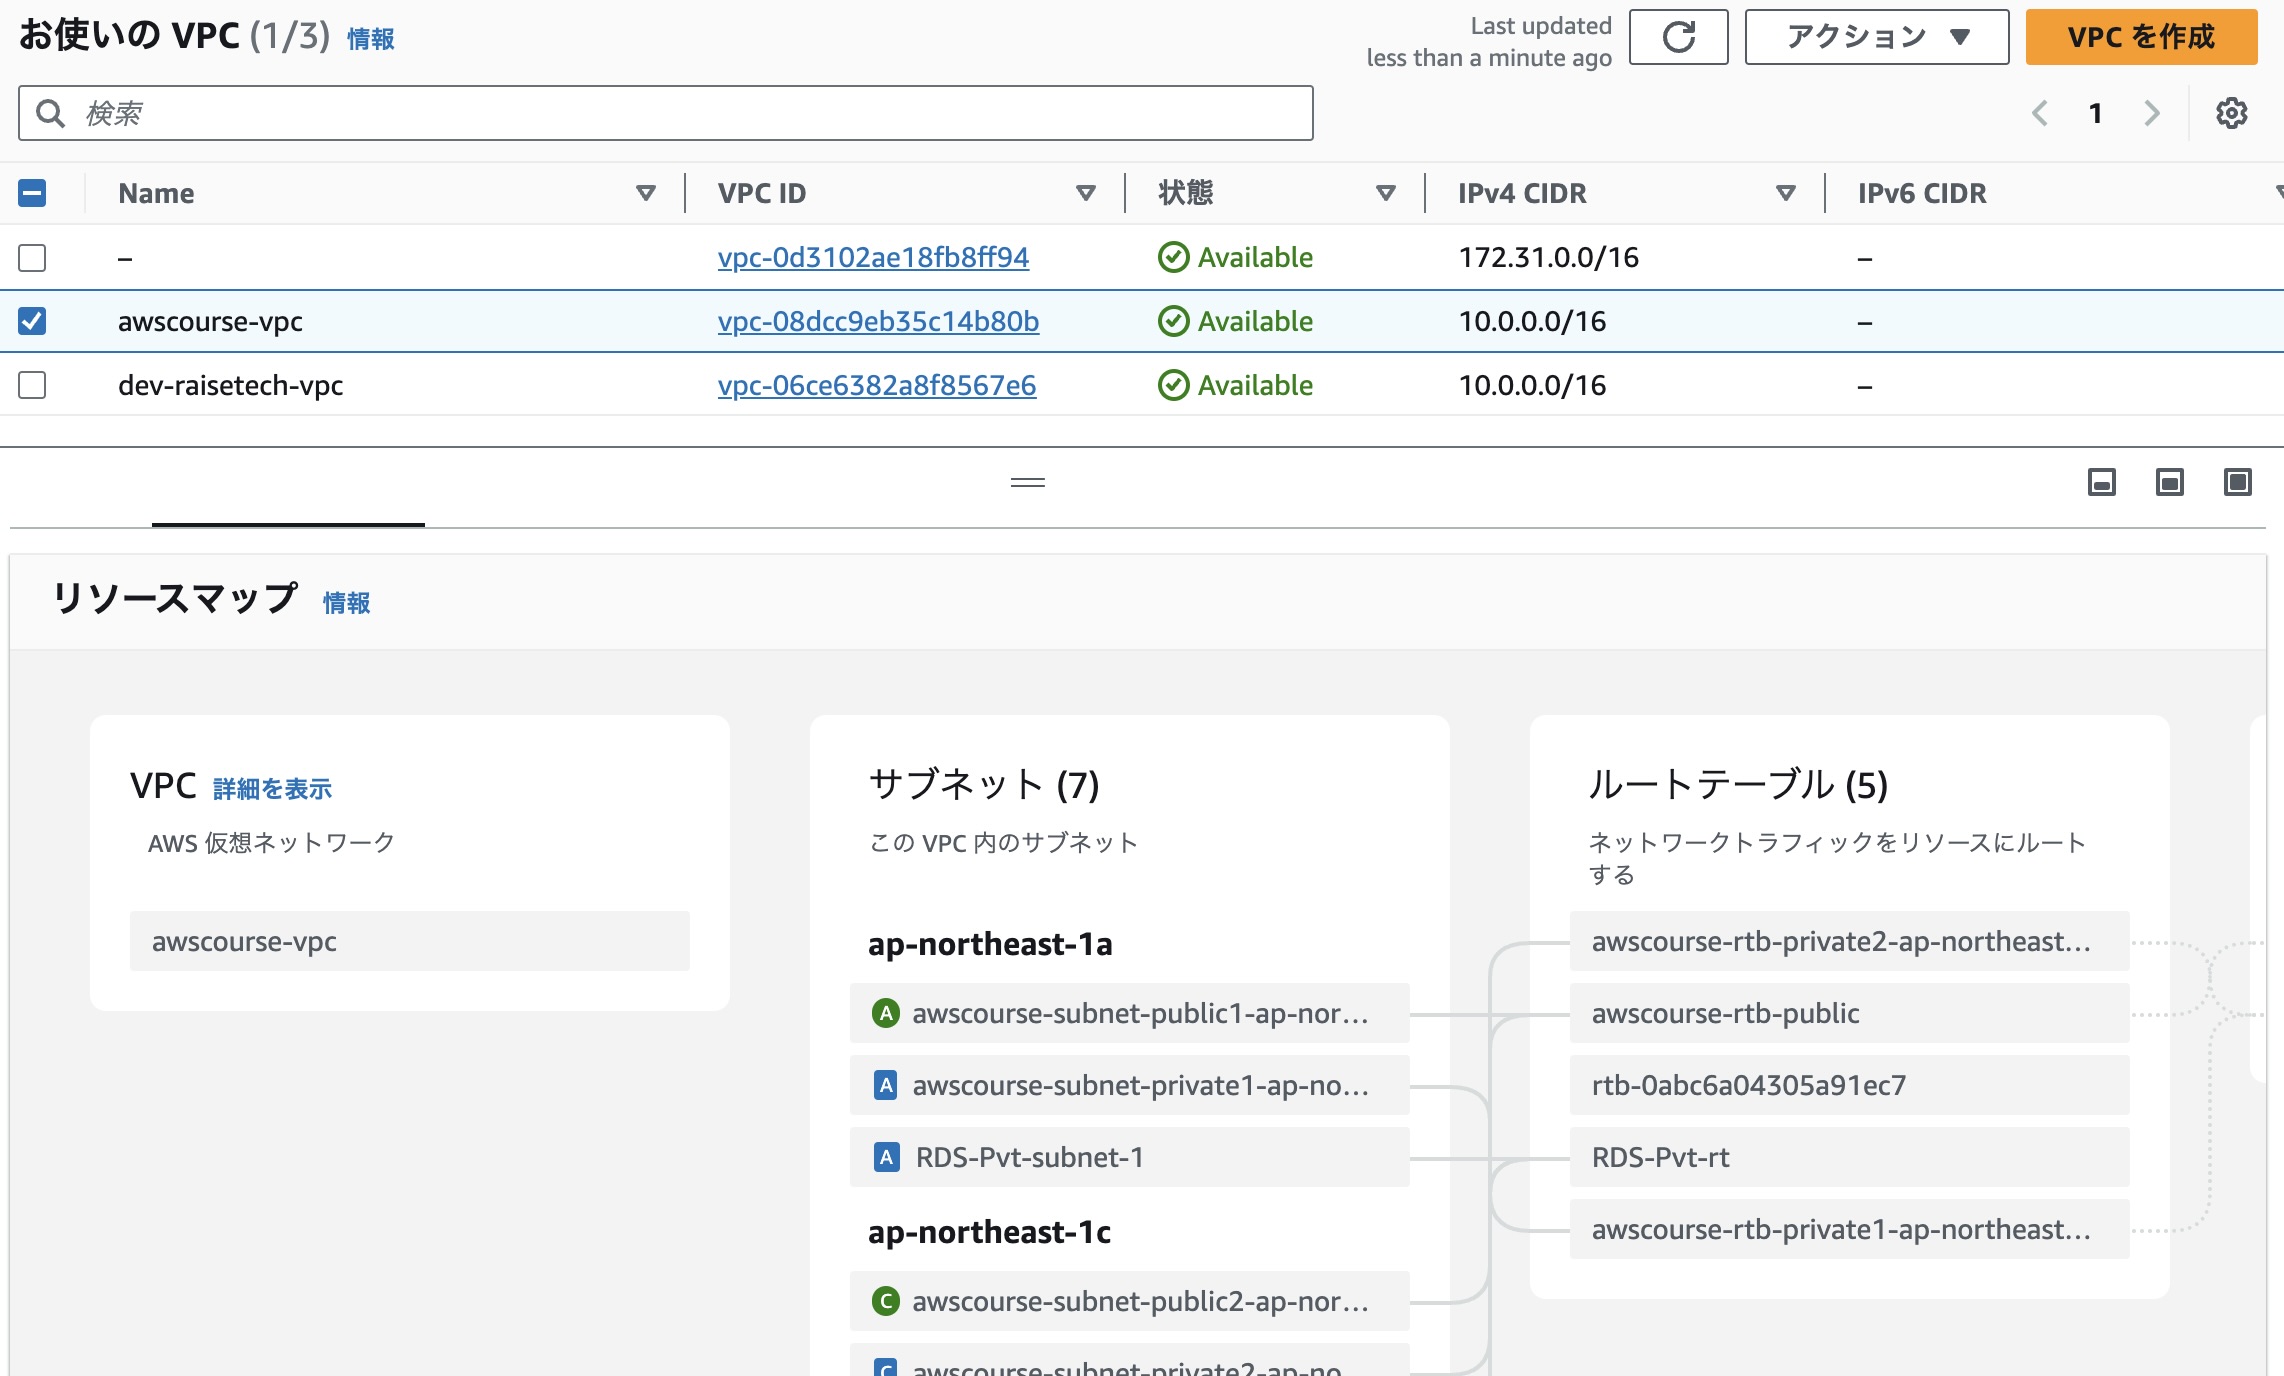 お使いの VPC (1/3) 情報
Last updated
less than a minute ago
アクション
VPC を作成
検索
1
Name VPC ID 状態 IPv4 CIDR IPv6 CIDR
– vpc-0d3102ae18fb8ff94 Available 172.31.0.0/16 –
awscourse-vpc vpc-08dcc9eb35c14b80b Available 10.0.0.0/16 –
dev-raisetech-vpc vpc-06ce6382a8f8567e6 Available 10.0.0.0/16 –
リソースマップ 情報
VPC 詳細を表示
AWS 仮想ネットワーク
awscourse-vpc
サブネット (7)
この VPC 内のサブネット
ap-northeast-1a
A awscourse-subnet-public1-ap-nor…
A awscourse-subnet-private1-ap-no…
A RDS-Pvt-subnet-1
ap-northeast-1c
C awscourse-subnet-public2-ap-nor…
C awscourse-subnet-private2-ap-no…
ルートテーブル (5)
ネットワークトラフィックをリソースにルート
する
awscourse-rtb-private2-ap-northeast…
awscourse-rtb-public
rtb-0abc6a04305a91ec7
RDS-Pvt-rt
awscourse-rtb-private1-ap-northeast…